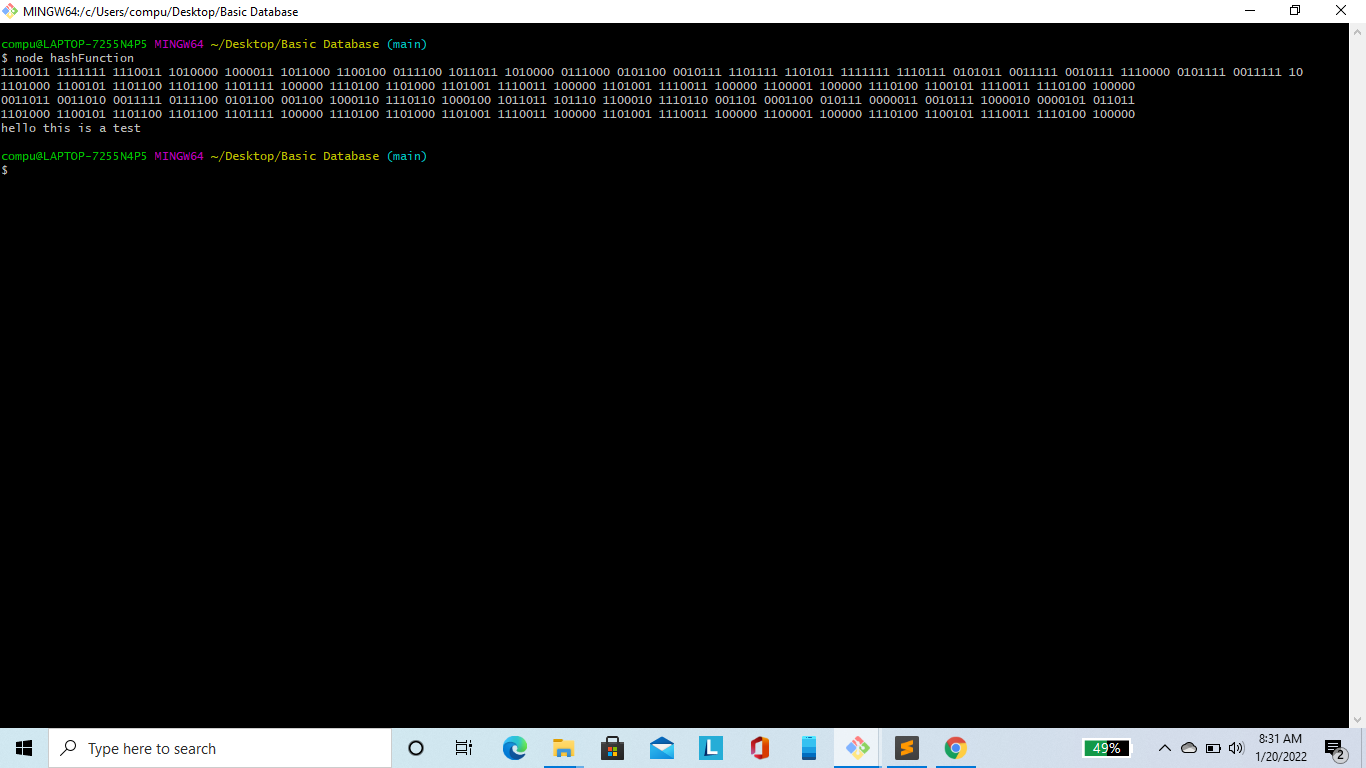 MINGW64:/c/Users/compu/Desktop/Basic Database
compu@LAPTOP-7255N4P5 MINGW64 ~/Desktop/Basic Database (main)
$ node hashFunction
1110011 1111111 1110011 1010000 1000011 1011000 1100100 0111100 1011011 1010000 0111000 0101100 0010111 1101111 1101011 1111111 1110111 0101011 0011111 0010111 1110000 0101111 0011111 10
1101000 1100101 1101100 1101100 1101111 100000 1110100 1101000 1101001 1110011 100000 1101001 1110011 100000 1100001 100000 1110100 1100101 1110011 1110100 100000
0011011 0011010 0011111 0111100 0101100 001100 1000110 1110110 1000100 1011011 101110 1100010 1110110 001101 0001100 010111 0000011 0010111 1000010 0000101 011011
1101000 1100101 1101100 1101100 1101111 100000 1110100 1101000 1101001 1110011 100000 1101001 1110011 100000 1100001 100000 1110100 1100101 1110011 1110100 100000
hello this is a test
compu@LAPTOP-7255N4P5 MINGW64 ~/Desktop/Basic Database (main)
$
Type here to search
L
49%
8:31 AM
1/20/2022
2